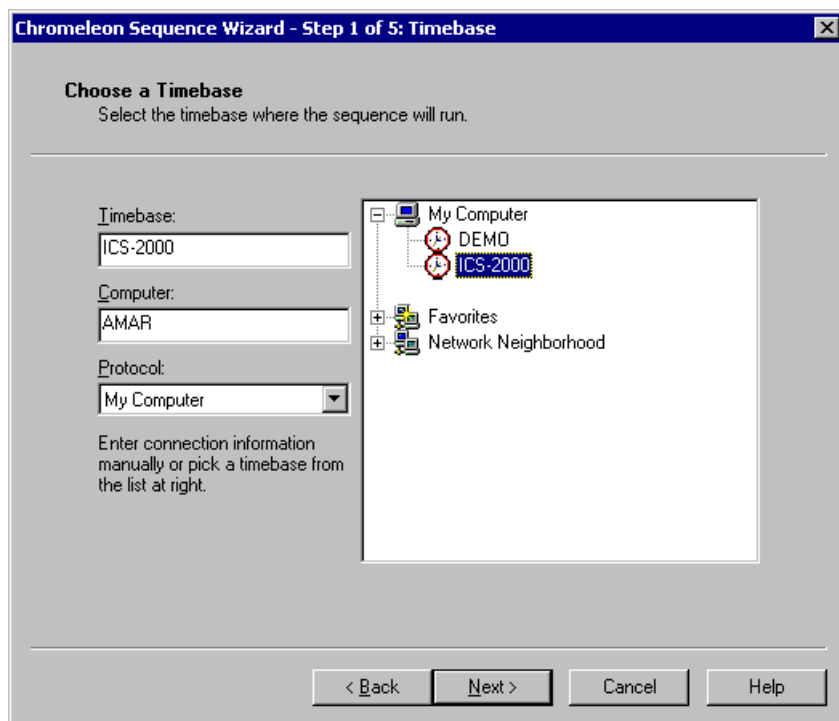 Chromeleon Sequence Wizard - Step 1 of 5: Timebase
Choose a Timebase
Select the timebase where the sequence will run.
Timebase:
ICS-2000
Computer:
AMAR
Protocol:
My Computer
Enter connection information
manually or pick a timebase from
the list at right.
My Computer
DEMO
ICS-2000
Favorites
Network Neighborhood
< Back
Next >
Cancel
Help